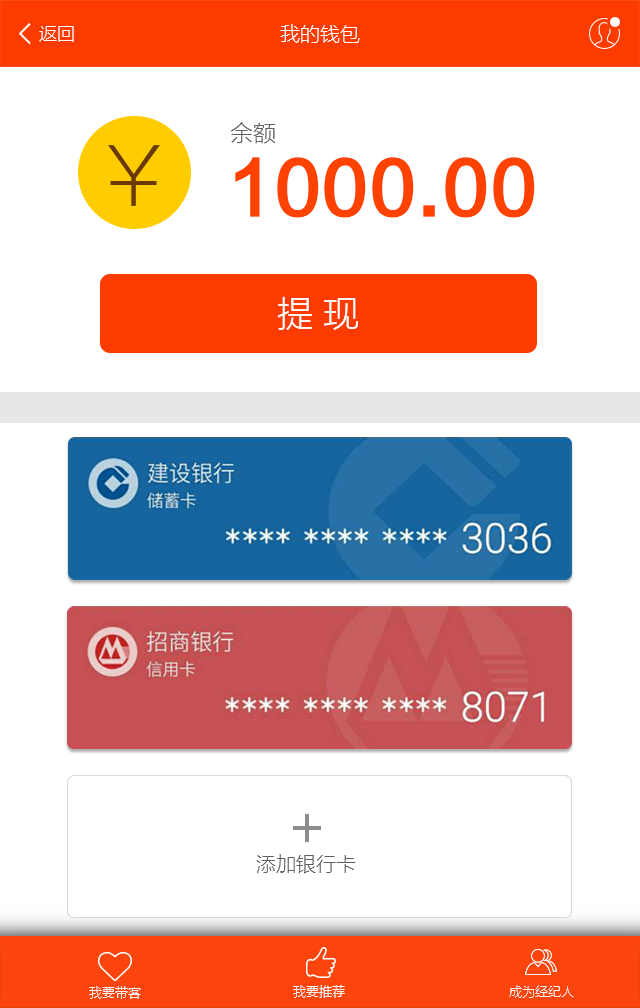 返回
我的钱包
¥
余额
1000.00
提现
建设银行
储蓄卡
**** **** **** 3036
招商银行
信用卡
**** **** **** 8071
添加银行卡
我要带客
我要推荐
成为经纪人